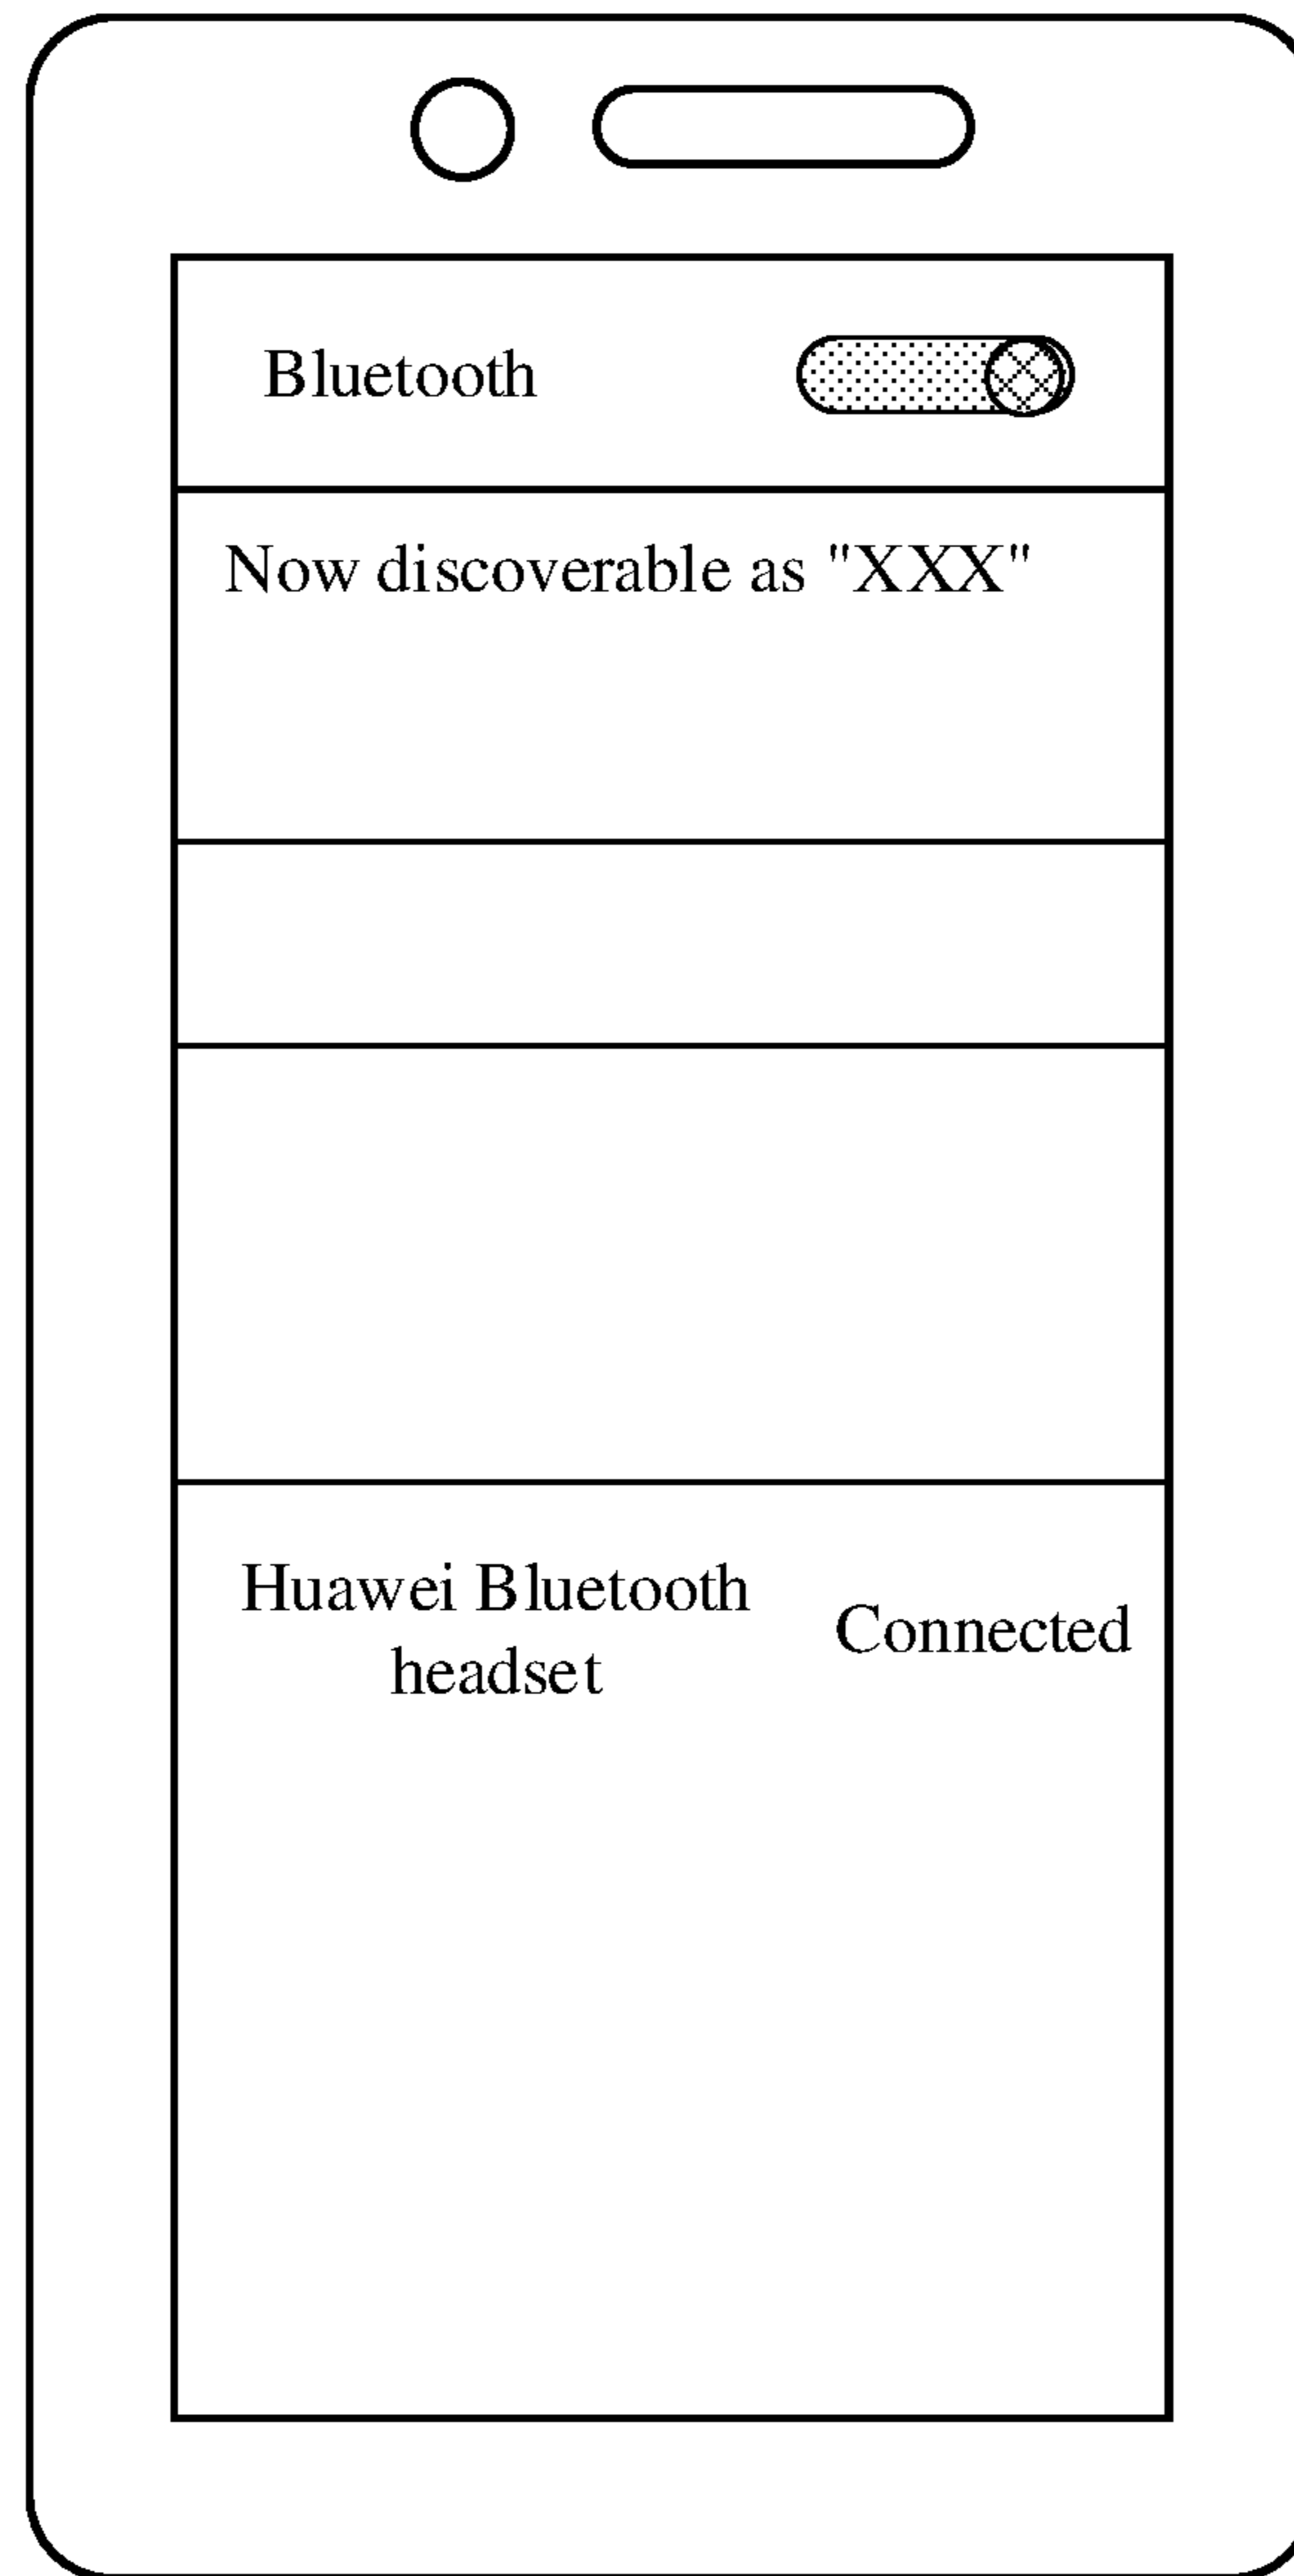 Bluetooth
Now discoverable as "XXX"
Huawei Bluetooth
headset
Connected